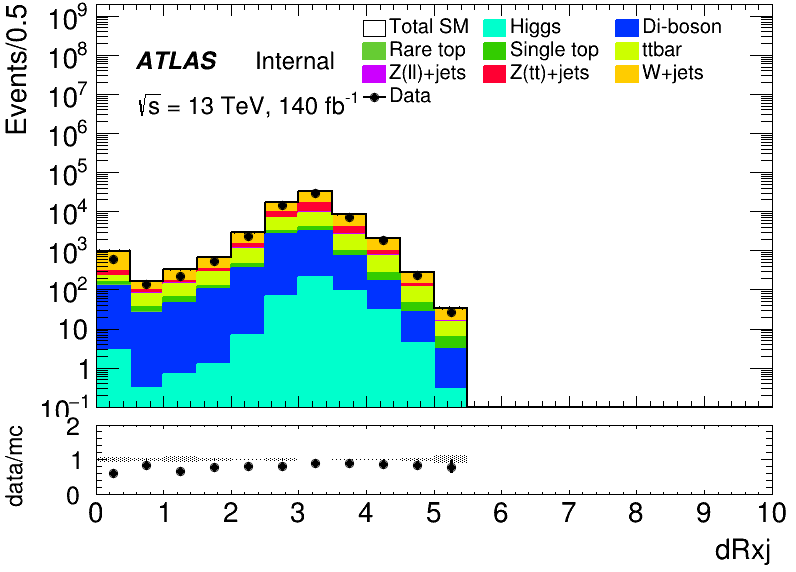 Events/0.5
10⁹
10⁸
10⁷
10⁶
10⁵
10⁴
10³
10²
10
1
10⁻¹
ATLAS Internal
√s = 13 TeV, 140 fb⁻¹
Total SM Higgs Di-boson
Rare top Single top ttbar
Z(ll)+jets Z(tt)+jets W+jets
Data
data/mc
2
1
0
0 1 2 3 4 5 6 7 8 9 10
dRxj